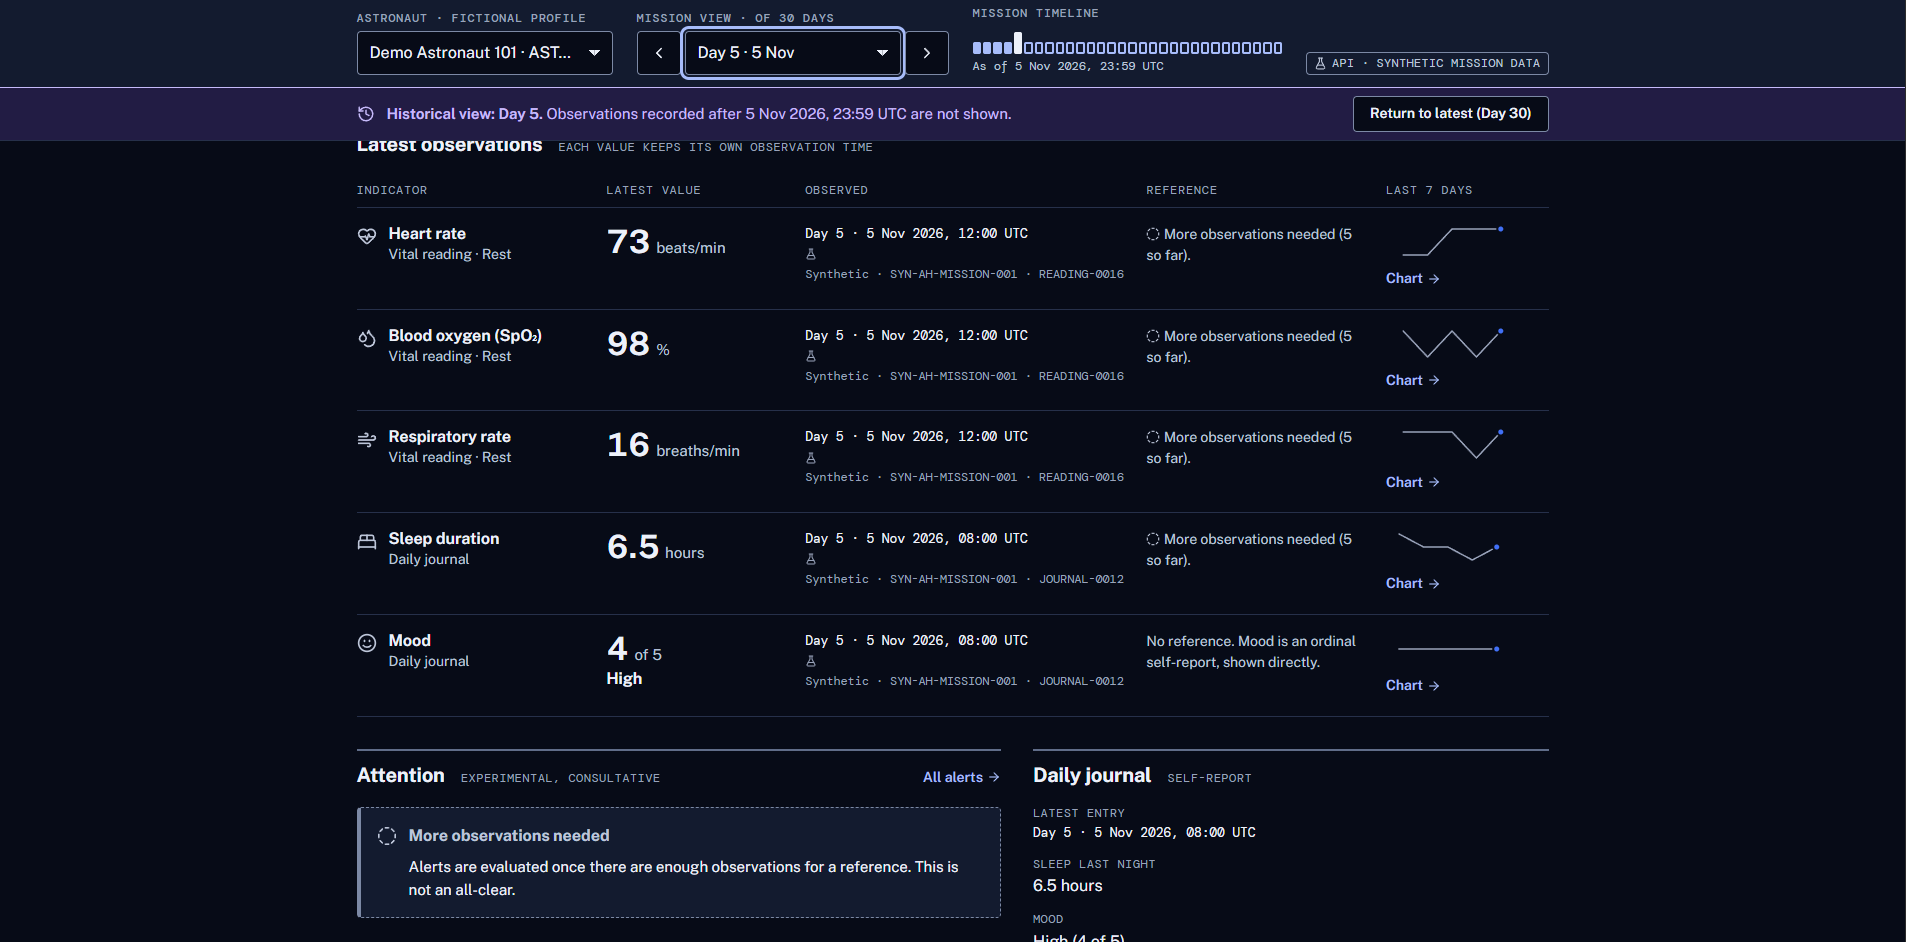 ASTRONAUT · FICTIONAL PROFILE
Demo Astronaut 101 · AST...
MISSION VIEW · OF 30 DAYS
Day 5 · 5 Nov
MISSION TIMELINE
As of 5 Nov 2026, 23:59 UTC
API · SYNTHETIC MISSION DATA
Historical view: Day 5. Observations recorded after 5 Nov 2026, 23:59 UTC are not shown.
Return to latest (Day 30)
Latest observations EACH VALUE KEEPS ITS OWN OBSERVATION TIME
INDICATOR LATEST VALUE OBSERVED REFERENCE LAST 7 DAYS
Heart rate
Vital reading · Rest
73 beats/min
Day 5 · 5 Nov 2026, 12:00 UTC
Synthetic · SYN-AH-MISSION-001 · READING-0016
More observations needed (5
so far).
Chart →
Blood oxygen (SpO₂)
Vital reading · Rest
98 %
Day 5 · 5 Nov 2026, 12:00 UTC
Synthetic · SYN-AH-MISSION-001 · READING-0016
More observations needed (5
so far).
Chart →
Respiratory rate
Vital reading · Rest
16 breaths/min
Day 5 · 5 Nov 2026, 12:00 UTC
Synthetic · SYN-AH-MISSION-001 · READING-0016
More observations needed (5
so far).
Chart →
Sleep duration
Daily journal
6.5 hours
Day 5 · 5 Nov 2026, 08:00 UTC
Synthetic · SYN-AH-MISSION-001 · JOURNAL-0012
More observations needed (5
so far).
Chart →
Mood
Daily journal
4 of 5
High
Day 5 · 5 Nov 2026, 08:00 UTC
Synthetic · SYN-AH-MISSION-001 · JOURNAL-0012
No reference. Mood is an ordinal
self-report, shown directly.
Chart →
Attention EXPERIMENTAL, CONSULTATIVE
All alerts →
More observations needed
Alerts are evaluated once there are enough observations for a reference. This is
not an all-clear.
Daily journal SELF-REPORT
LATEST ENTRY
Day 5 · 5 Nov 2026, 08:00 UTC
SLEEP LAST NIGHT
6.5 hours
MOOD
High (4 of 5)